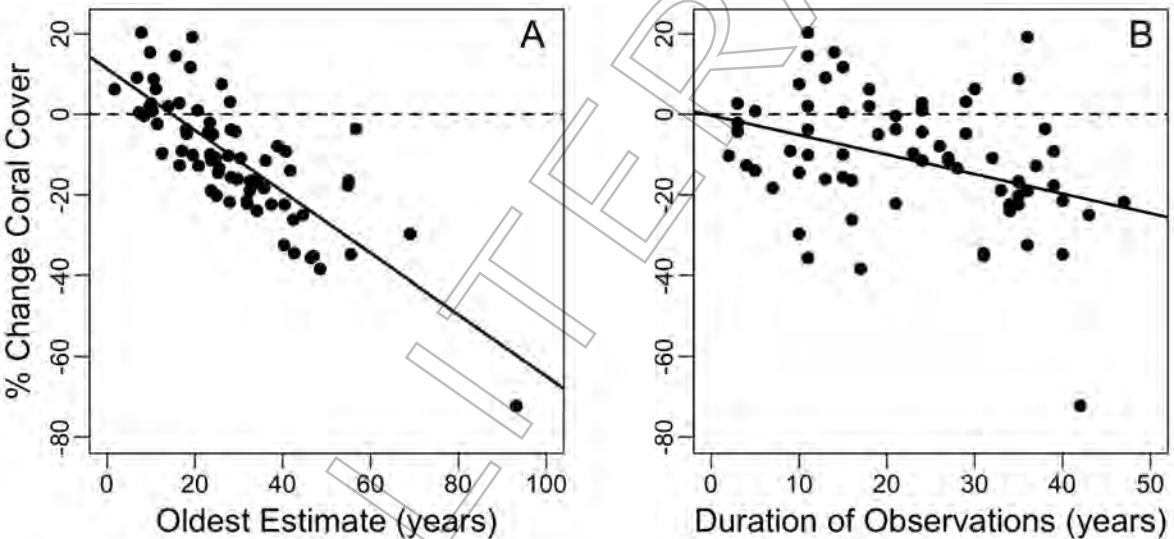 A
B
% Change Coral Cover
20
0
-20
-40
-60
-80
20
0
-20
-40
-60
-80
0 20 40 60 80 100
0 10 20 30 40 50
Oldest Estimate (years)
Duration of Observations (years)
LITER